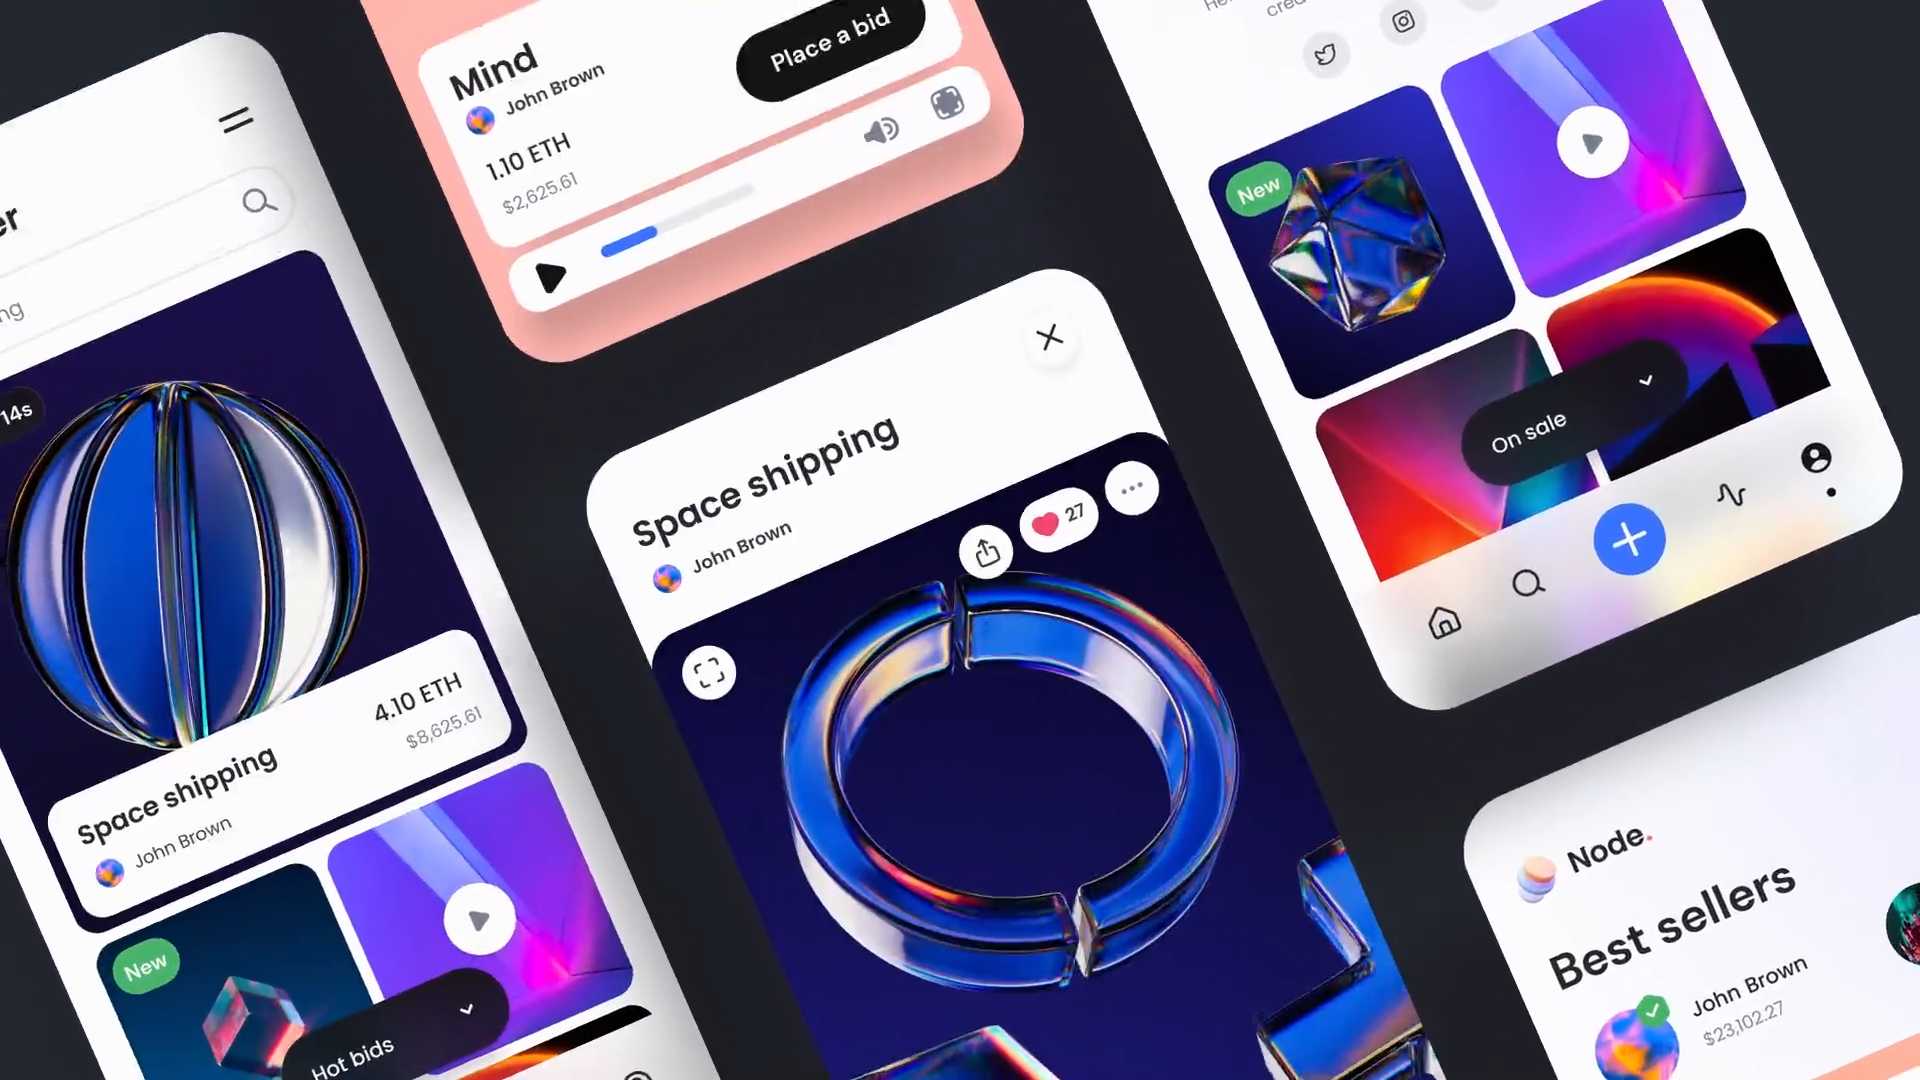 er
ng
14s
4.10 ETH
$8,625.61
Space shipping
John Brown
New
Hot bids
Mind
John Brown
Place a bid
1.10 ETH
$2,625.61
Space shipping
John Brown
27
New
On sale
Node.
Best sellers
John Brown
$23,102.27